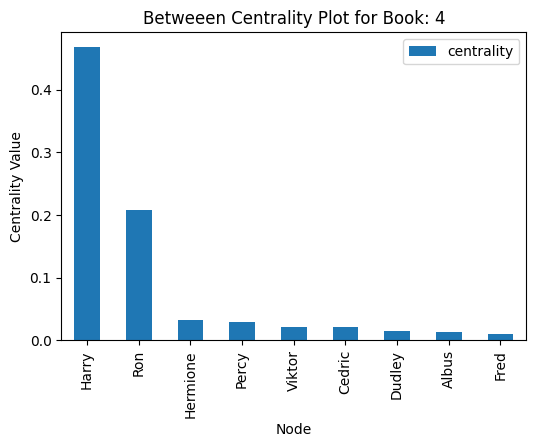 Betweeen Centrality Plot for Book: 4
centrality
Centrality Value
0.4
0.3
0.2
0.1
0.0
Harry
Ron
Hermione
Percy
Viktor
Cedric
Dudley
Albus
Fred
Node